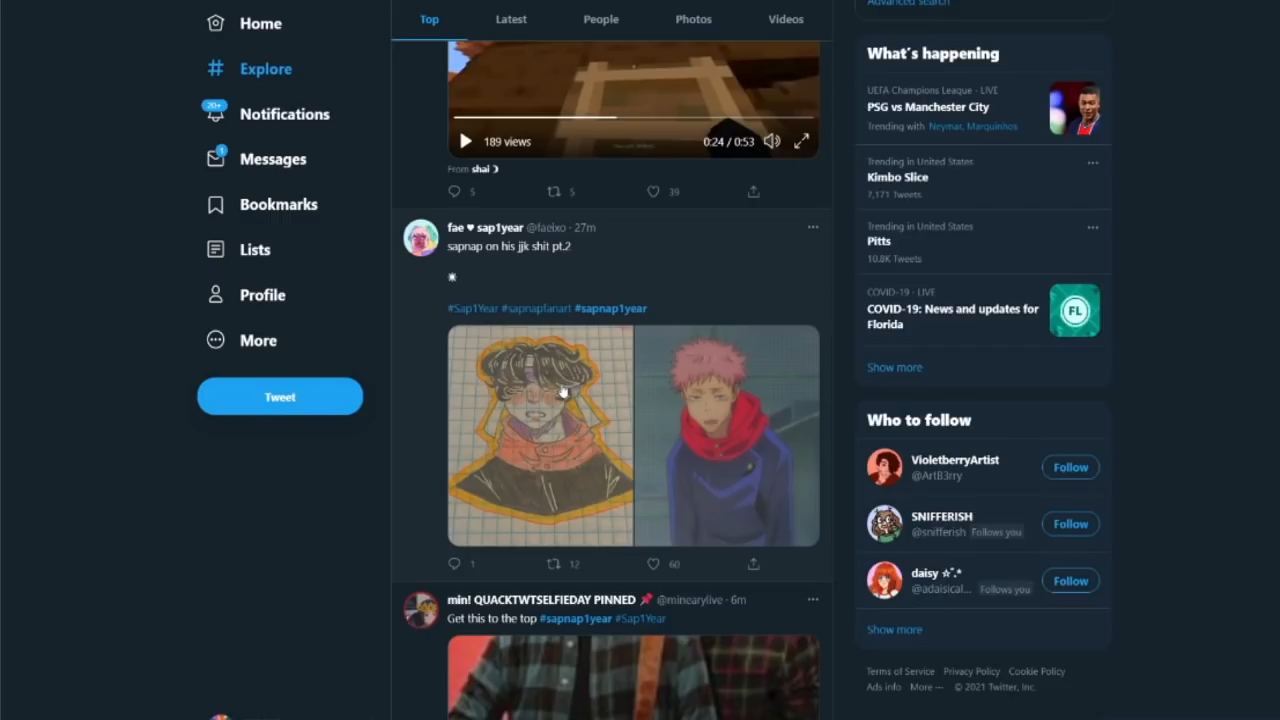 Home
Explore
20+
Notifications
1
Messages
Bookmarks
Lists
Profile
More
Tweet
Top
Latest
People
Photos
Videos
189 views
0:24 / 0:53
From shai ☽
5
5
39
fae ♥ sap1year @faeixo · 27m
sapnap on his jjk shit pt.2
#Sap1Year #sapnapfanart #sapnap1year
1
12
60
min! QUACKTWTSELFIEDAY PINNED 📌 @minearylive · 6m
Get this to the top #sapnap1year #Sap1Year
Advanced search
What's happening
UEFA Champions League · LIVE
PSG vs Manchester City
Trending with Neymar, Marquinhos
Trending in United States
Kimbo Slice
7,171 Tweets
Trending in United States
Pitts
10.8K Tweets
COVID-19 · LIVE
COVID-19: News and updates for
Florida
FL
Show more
Who to follow
VioletberryArtist
@ArtB3rry
Follow
SNIFFERISH
@snifferish Follows you
Follow
daisy ☆˚.*
@adaisical... Follows you
Follow
Show more
Terms of Service Privacy Policy Cookie Policy
Ads info More — © 2021 Twitter, Inc.